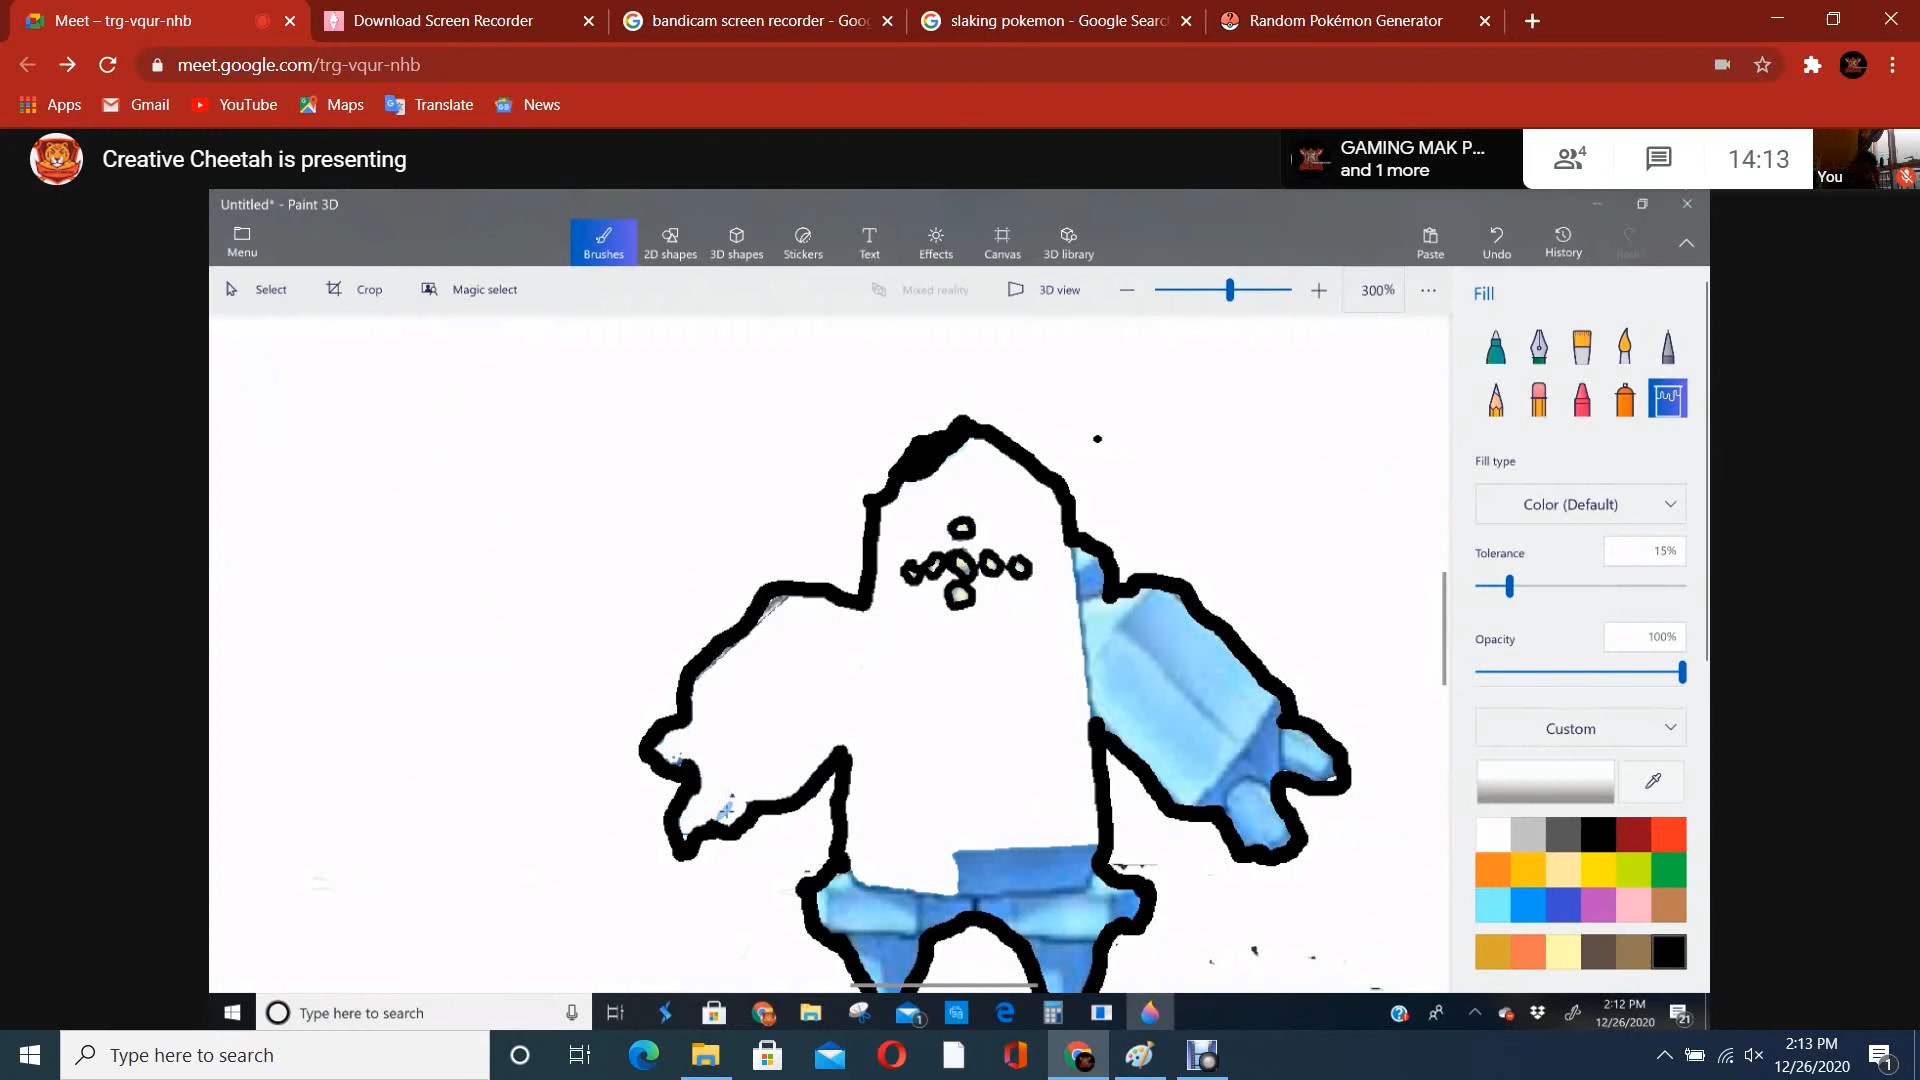 Meet – trg-vqur-nhb
Download Screen Recorder
bandicam screen recorder - Goo
slaking pokemon - Google Searc
Random Pokémon Generator
meet.google.com/trg-vqur-nhb
Apps
Gmail
YouTube
Maps
Translate
News
Creative Cheetah is presenting
GAMING MAK P...
and 1 more
4
14:13
You
Untitled* - Paint 3D
Menu
Brushes
2D shapes
3D shapes
Stickers
Text
Effects
Canvas
3D library
Paste
Undo
History
Select
Crop
Magic select
Mixed reality
3D view
300%
Fill
Fill type
Color (Default)
Tolerance
15%
Opacity
100%
Custom
Type here to search
1
2:12 PM
12/26/2020
21
Type here to search
2:13 PM
12/26/2020
1